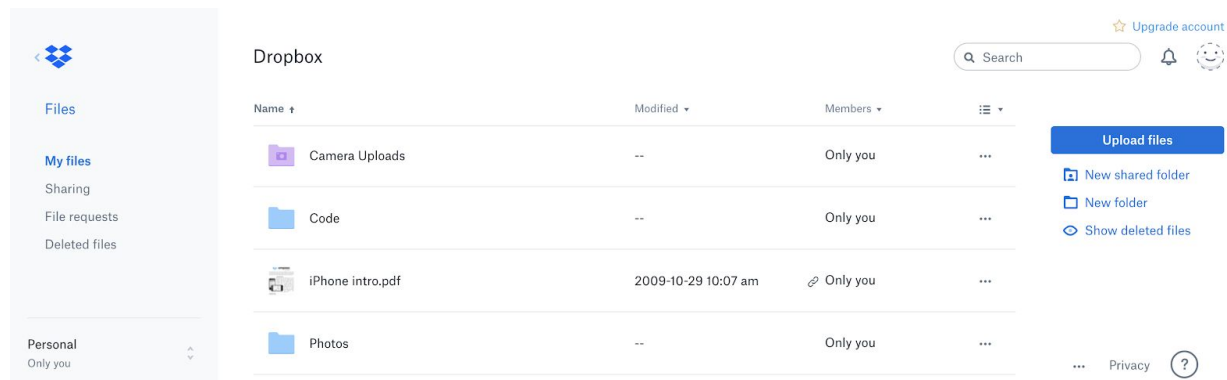 Upgrade account
Dropbox
Search
Files
Name Modified Members
Upload files
My files
Camera Uploads -- Only you
New shared folder
Sharing
New folder
File requests
Code -- Only you
Show deleted files
Deleted files
iPhone intro.pdf 2009-10-29 10:07 am Only you
Personal
Photos -- Only you
Only you
Privacy ?